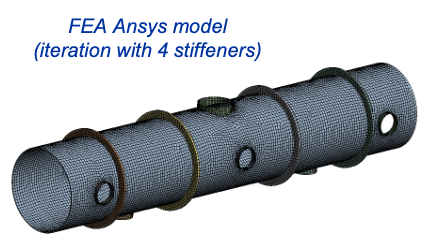 FEA Ansys model
(iteration with 4 stiffeners)